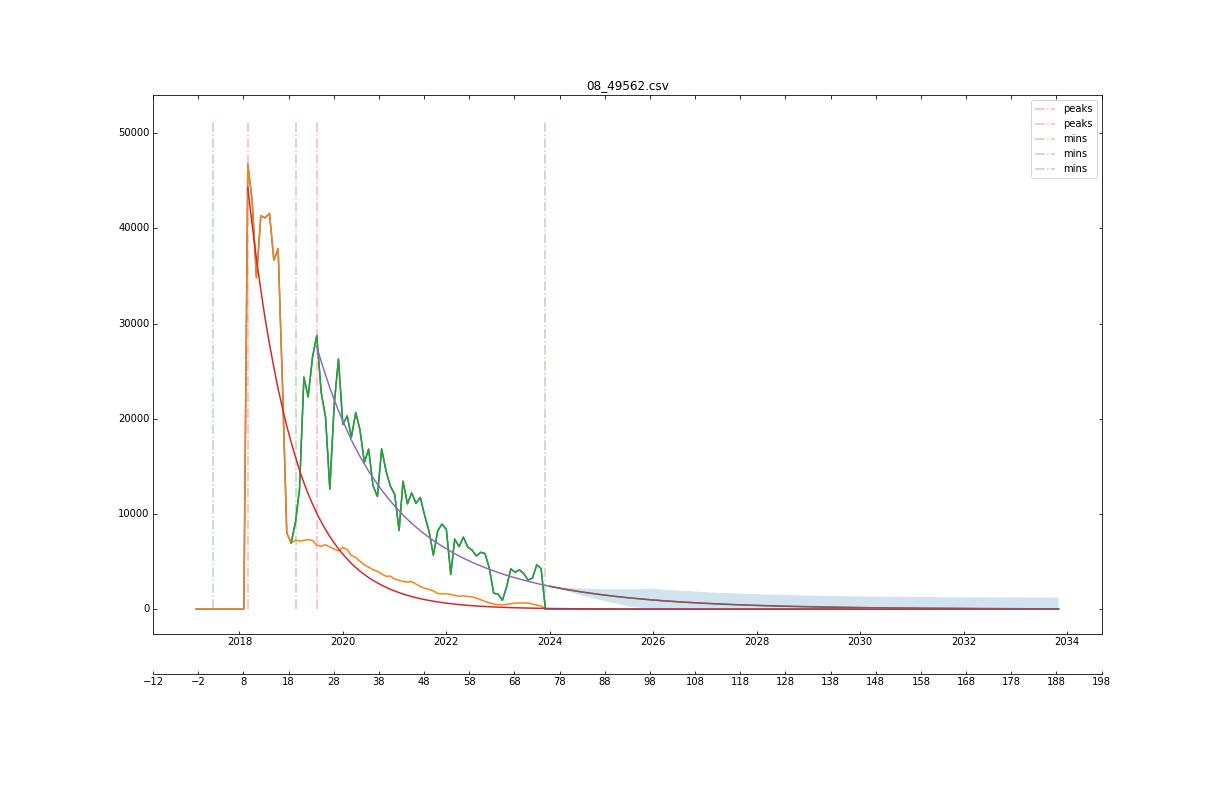 08_49562.csv
peaks
peaks
mins
mins
mins
50000
40000
30000
20000
10000
0
2018 2020 2022 2024 2026 2028 2030 2032 2034
−12 −2 8 18 28 38 48 58 68 78 88 98 108 118 128 138 148 158 168 178 188 198